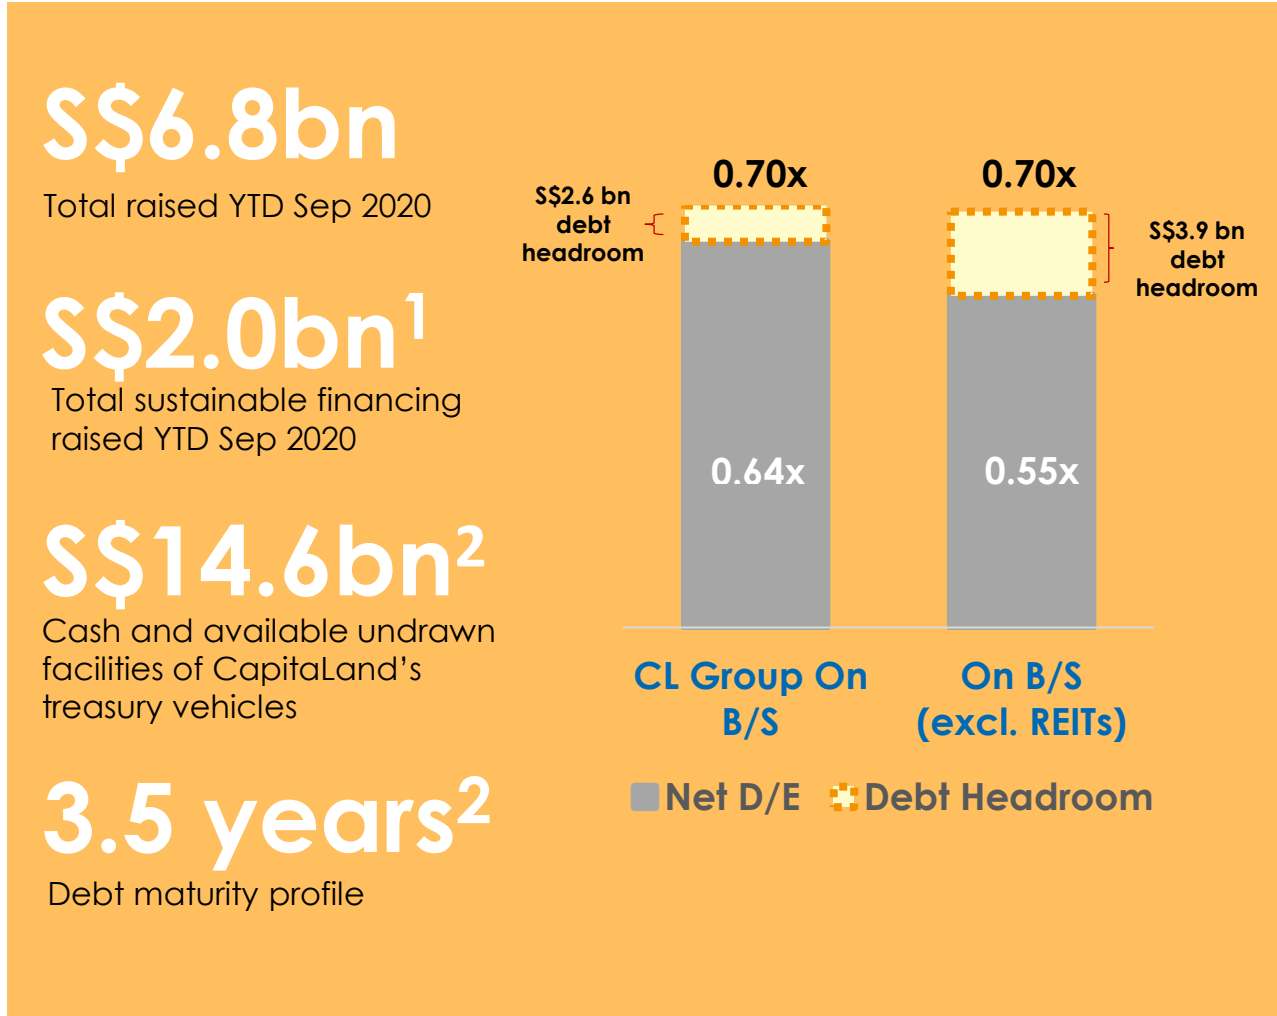 S$6.8bn
Total raised YTD Sep 2020
S$2.0bn¹
Total sustainable financing
raised YTD Sep 2020
S$14.6bn²
Cash and available undrawn
facilities of CapitaLand’s
treasury vehicles
3.5 years²
Debt maturity profile
0.70x
0.70x
S$2.6 bn
debt
headroom
S$3.9 bn
debt
headroom
0.64x
0.55x
CL Group On
B/S
On B/S
(excl. REITs)
Net D/E
Debt Headroom